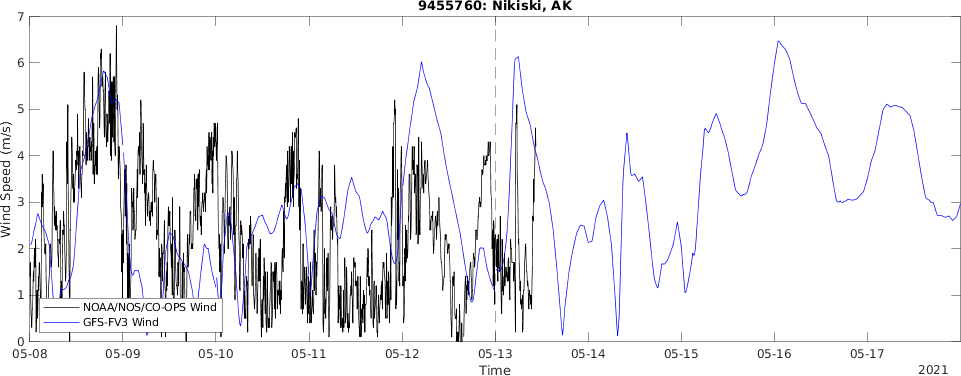 9455760: Nikiski, AK
Wind Speed (m/s)
7
6
5
4
3
2
1
0
NOAA/NOS/CO-OPS Wind
GFS-FV3 Wind
05-08 05-09 05-10 05-11 05-12 05-13 05-14 05-15 05-16 05-17
Time
2021